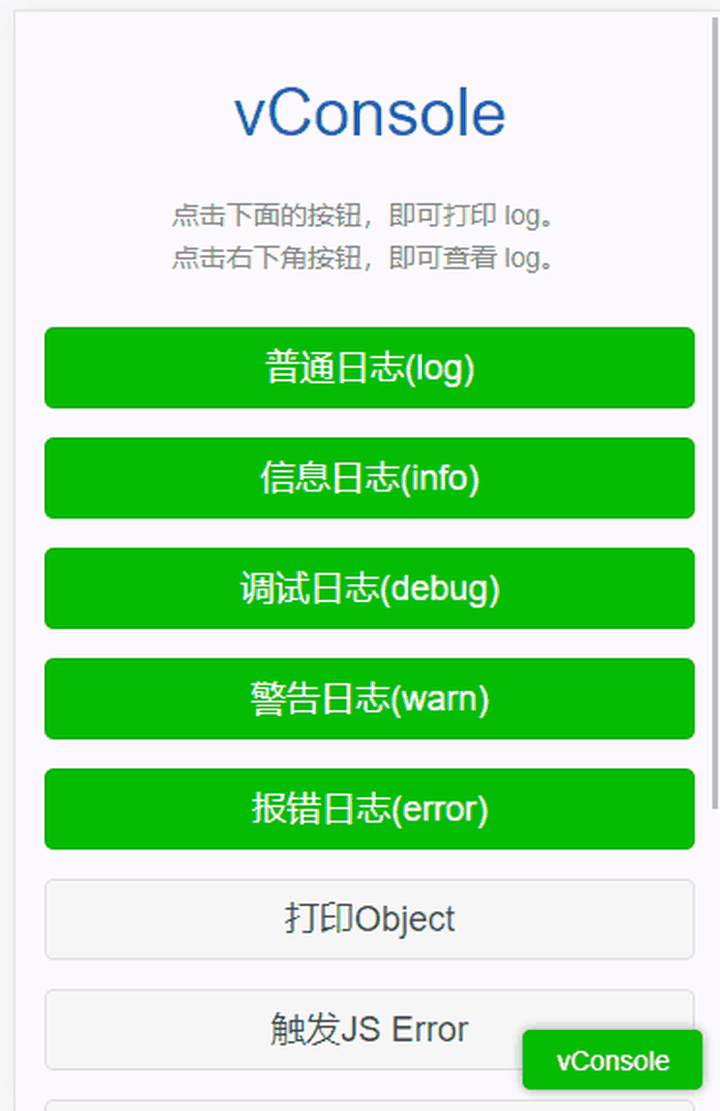 vConsole
点击下面的按钮，即可打印 log。
点击右下角按钮，即可查看 log。
普通日志(log)
信息日志(info)
调试日志(debug)
警告日志(warn)
报错日志(error)
打印Object
触发JS Error
vConsole